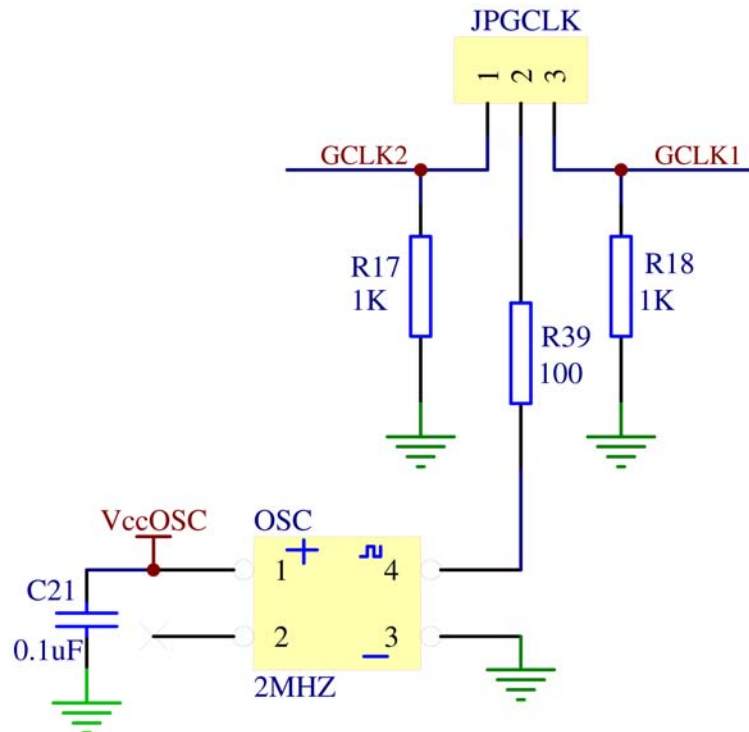 JPGCLK
1 2 3
GCLK2
GCLK1
R17
1K
R18
1K
R39
100
VccOSC
OSC
C21
0.1uF
1 4
2 3
2MHZ